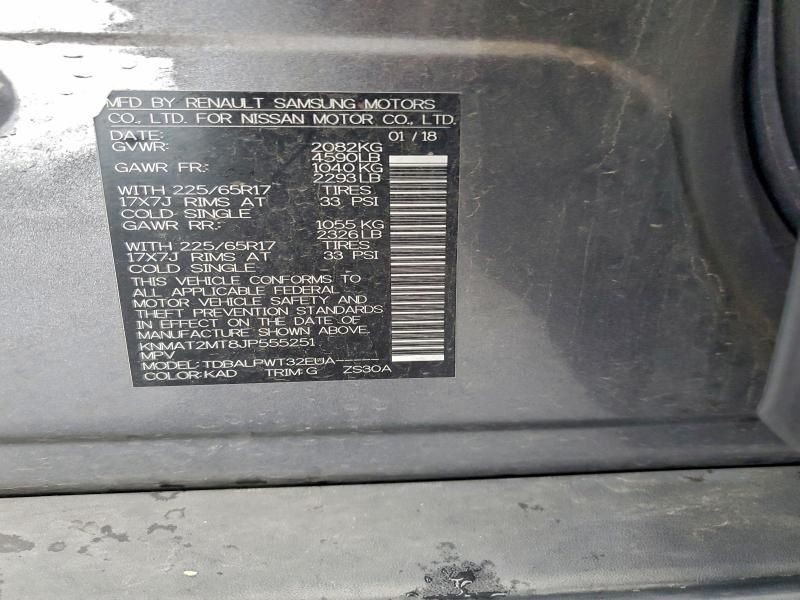 MFD BY RENAULT SAMSUNG MOTORS
CO., LTD. FOR NISSAN MOTOR CO., LTD.
DATE: 01 / 18
GVWR: 2082KG
4590LB
GAWR FR: 1040 KG
2293 LB
WITH 225/65R17 TIRES
17X7J RIMS AT 33 PSI
COLD SINGLE
GAWR RR: 1055 KG
2326 LB
WITH 225/65R17 TIRES
17X7J RIMS AT 33 PSI
COLD SINGLE
THIS VEHICLE CONFORMS TO
ALL APPLICABLE FEDERAL
MOTOR VEHICLE SAFETY AND
THEFT PREVENTION STANDARDS
IN EFFECT ON THE DATE OF
MANUFACTURE SHOWN ABOVE.
KNMAT2MT8JP555251
MPV
MODEL: TDBALPWT32EUA-----
COLOR: KAD TRIM: G ZS30A